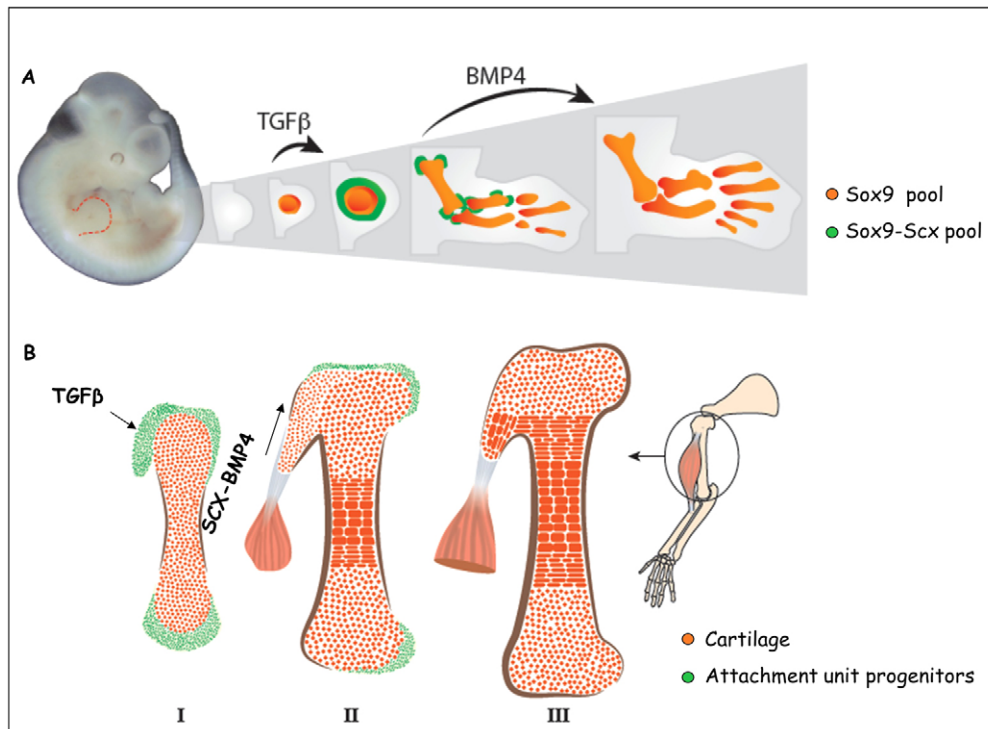 A
BMP4
TGFβ
Sox9 pool
Sox9-Scx pool
B
TGFβ
SCX-BMP4
Cartilage
Attachment unit progenitors
I
II
III